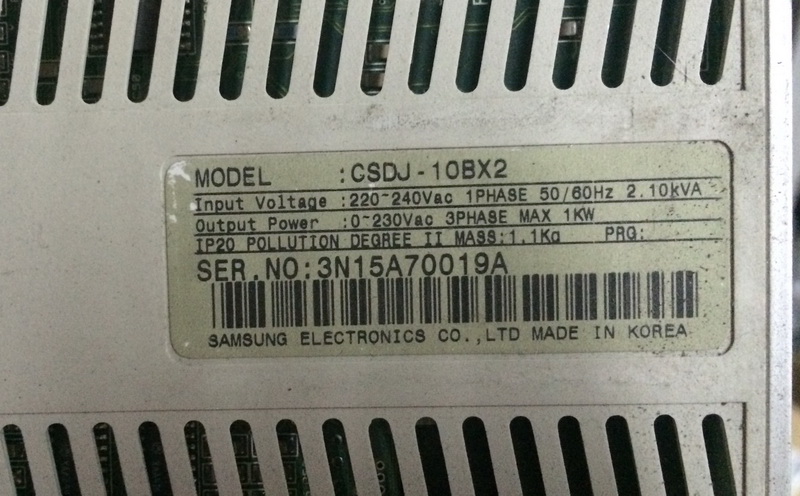 MODEL :CSDJ-10BX2
Input Voltage :220~240Vac 1PHASE 50/60Hz 2.10kVA
Output Power :0~230Vac 3PHASE MAX 1KW
IP20 POLLUTION DEGREE II MASS:1.1Kg PRG:
SER.NO:3N15A70019A
SAMSUNG ELECTRONICS CO.,LTD MADE IN KOREA